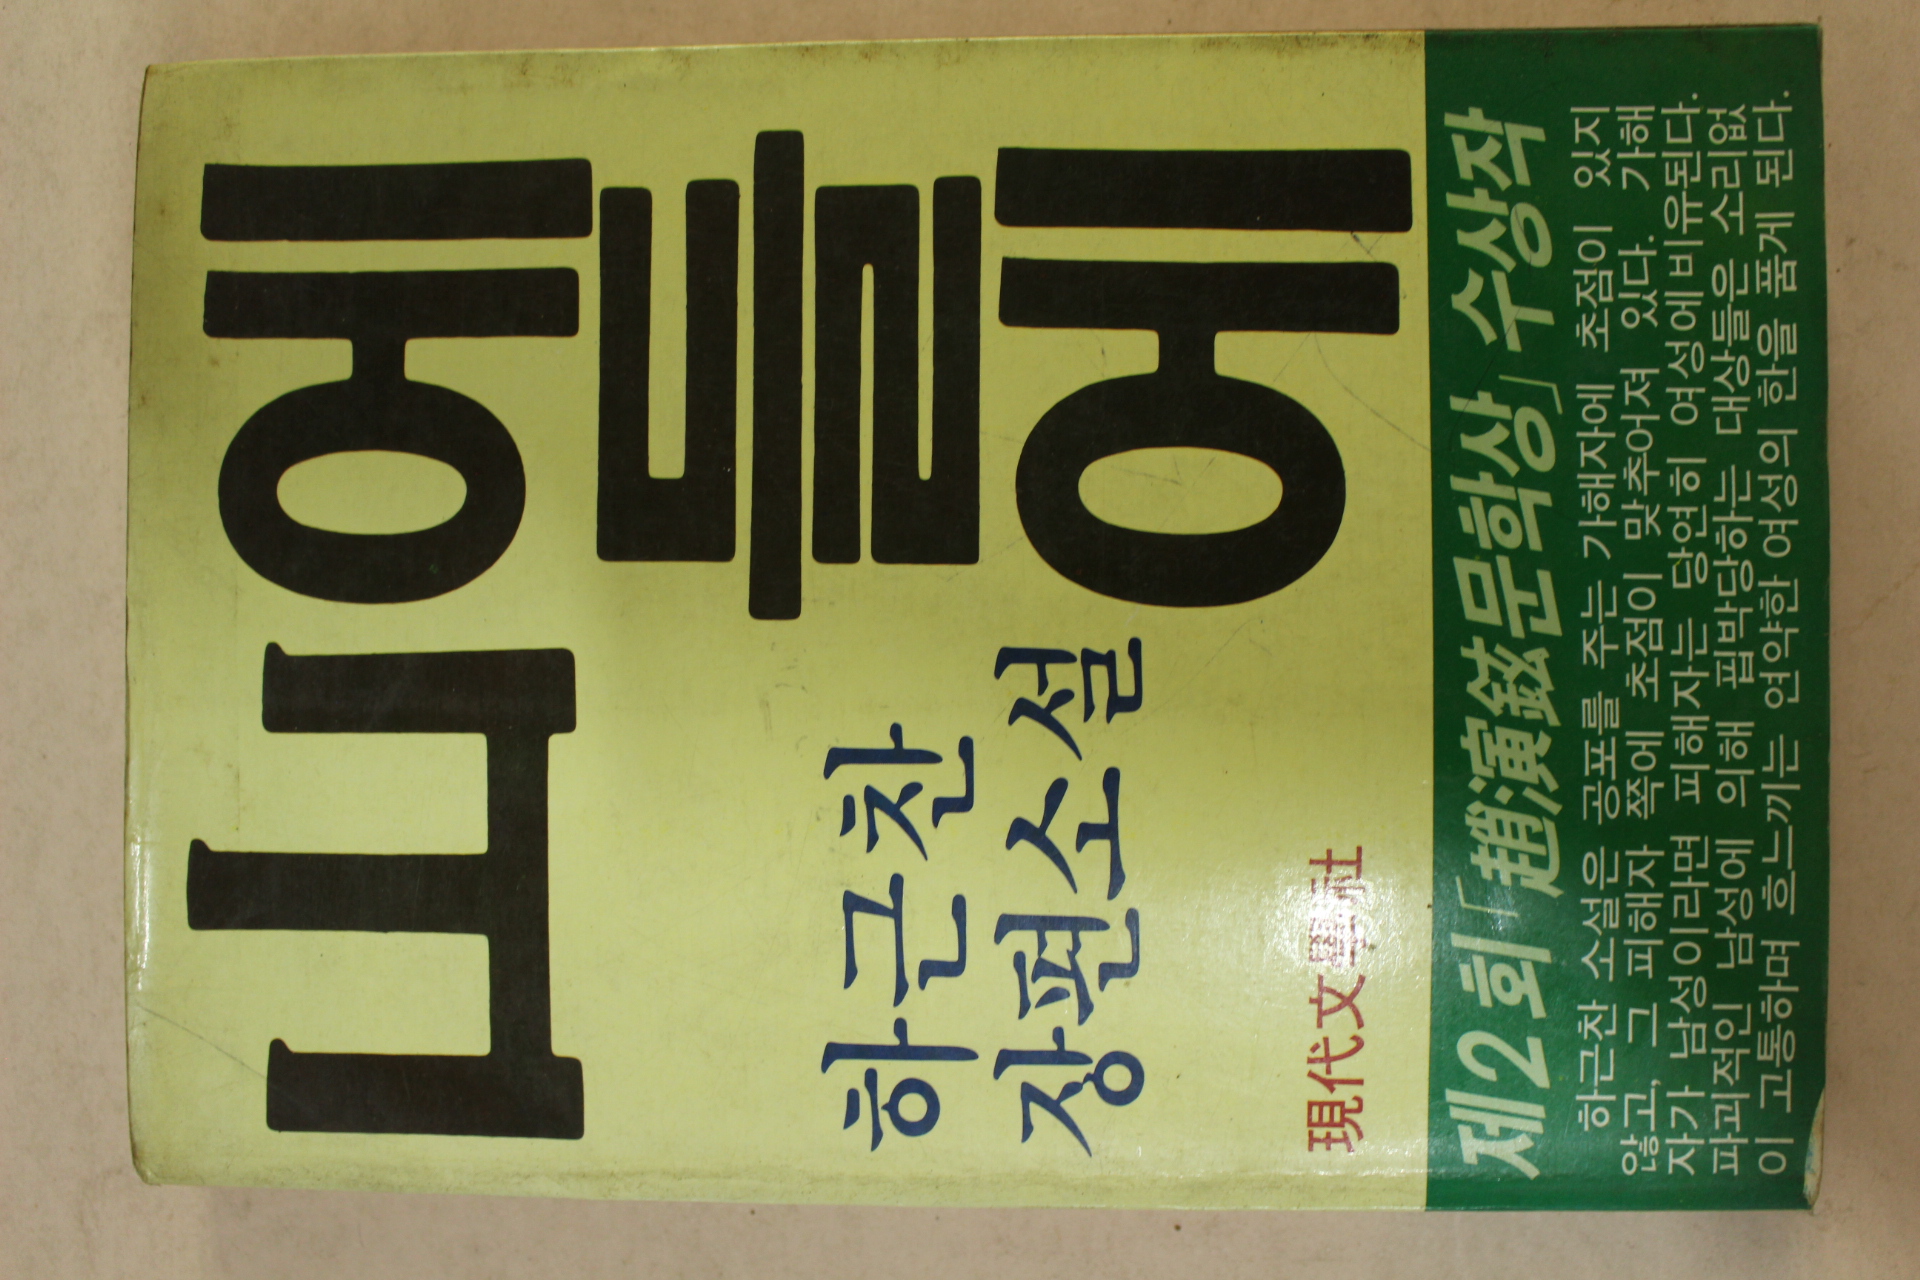 山에
들
에
하근찬
장편소설
現代文學社
제2회「趙演鉉문학상」수상작
하근찬 소설은 공포를 주는 가해자에 초점이 있지
않고, 그 피해자 쪽에 초점이 맞추어져 있다. 가해
자가 남성이라면 피해자는 당연히 여성에비유된다.
파괴적인 남성에 의해 핍박당하는 대상들은 소리없
이 고통하며 흐느끼는 연약한 여성의 한을 품게 된다.